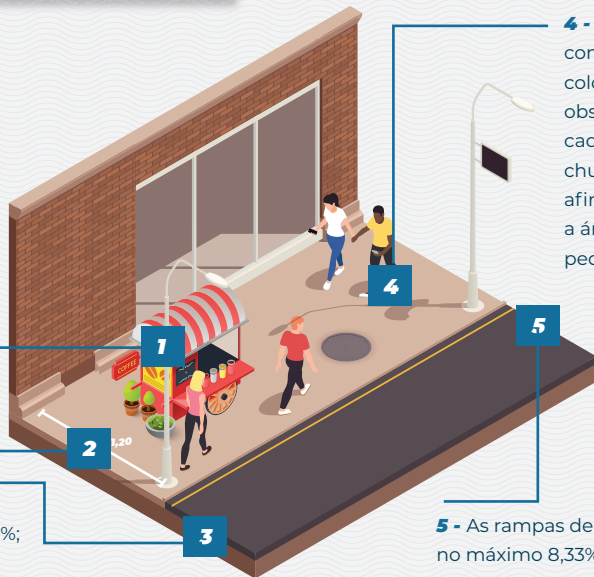 4 -
con
colo
obs
cad
chu
afir
a ár
ped
COFFEE
1
2
1,20
3
4
5
%;
5 - As rampas de
no máximo 8,33%